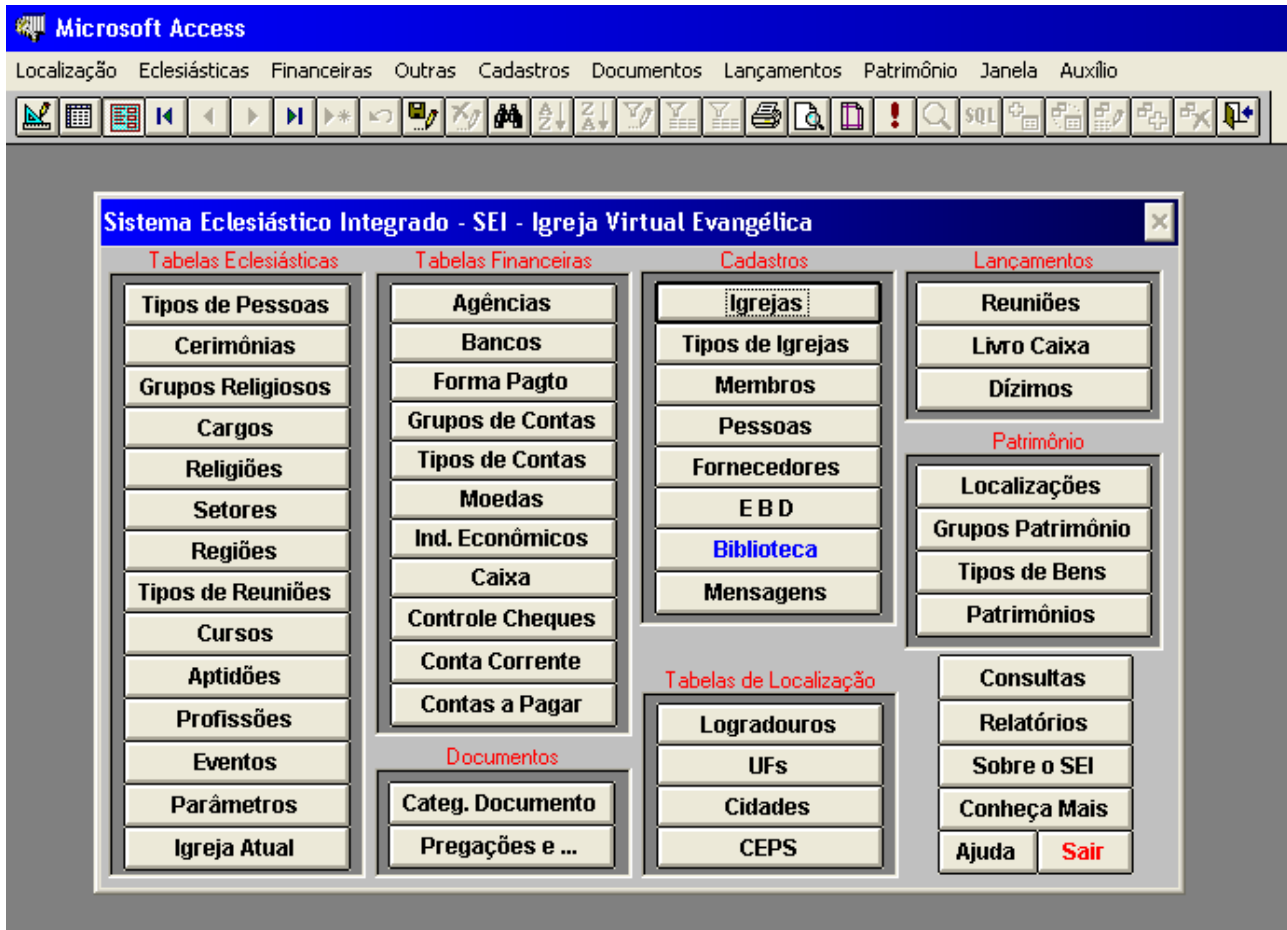 Microsoft Access
Localização Eclesiásticas Financeiras Outras Cadastros Documentos Lançamentos Patrimônio Janela Auxílio
SQL
Sistema Eclesiástico Integrado - SEI - Igreja Virtual Evangélica
Tabelas Eclesiásticas
Tipos de Pessoas
Cerimônias
Grupos Religiosos
Cargos
Religiões
Setores
Regiões
Tipos de Reuniões
Cursos
Aptidões
Profissões
Eventos
Parâmetros
Igreja Atual
Tabelas Financeiras
Agências
Bancos
Forma Pagto
Grupos de Contas
Tipos de Contas
Moedas
Ind. Econômicos
Caixa
Controle Cheques
Conta Corrente
Contas a Pagar
Documentos
Categ. Documento
Pregações e ...
Cadastros
Igrejas
Tipos de Igrejas
Membros
Pessoas
Fornecedores
E B D
Biblioteca
Mensagens
Tabelas de Localização
Logradouros
UFs
Cidades
CEPS
Lançamentos
Reuniões
Livro Caixa
Dízimos
Patrimônio
Localizações
Grupos Patrimônio
Tipos de Bens
Patrimônios
Consultas
Relatórios
Sobre o SEI
Conheça Mais
Ajuda Sair